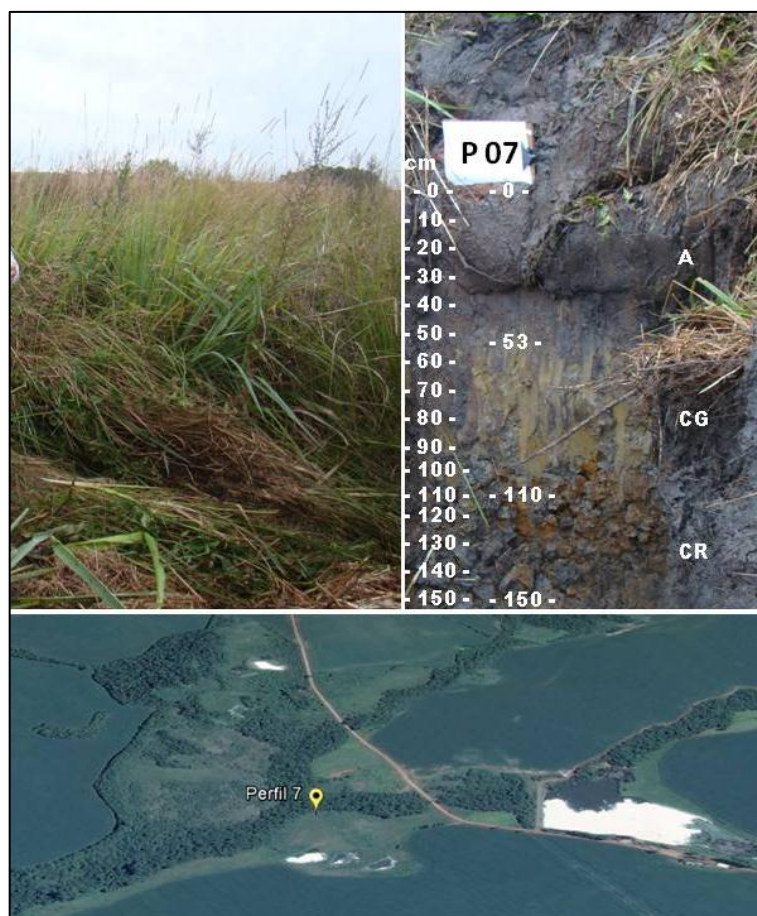 P 07
cm
- 0 - - 0 -
- 10 -
- 20 -
A
- 30 -
- 40 -
- 50 -
- 53 -
- 60 -
- 70 -
- 80 -
CG
- 90 -
- 100 -
- 110 - - 110 -
- 120 -
- 130 -
CR
- 140 -
- 150 - - 150 -
Perfil 7